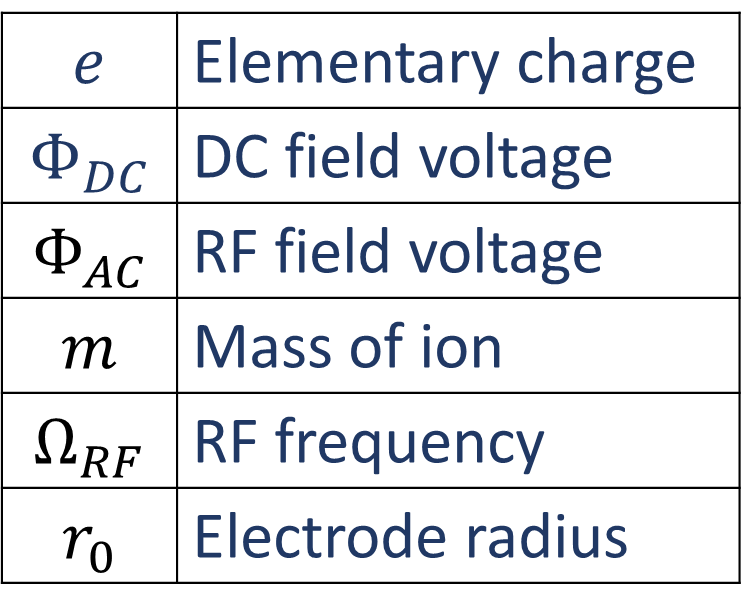 e Elementary charge
Φ_DC DC field voltage
Φ_AC RF field voltage
m Mass of ion
Ω_RF RF frequency
r_0 Electrode radius